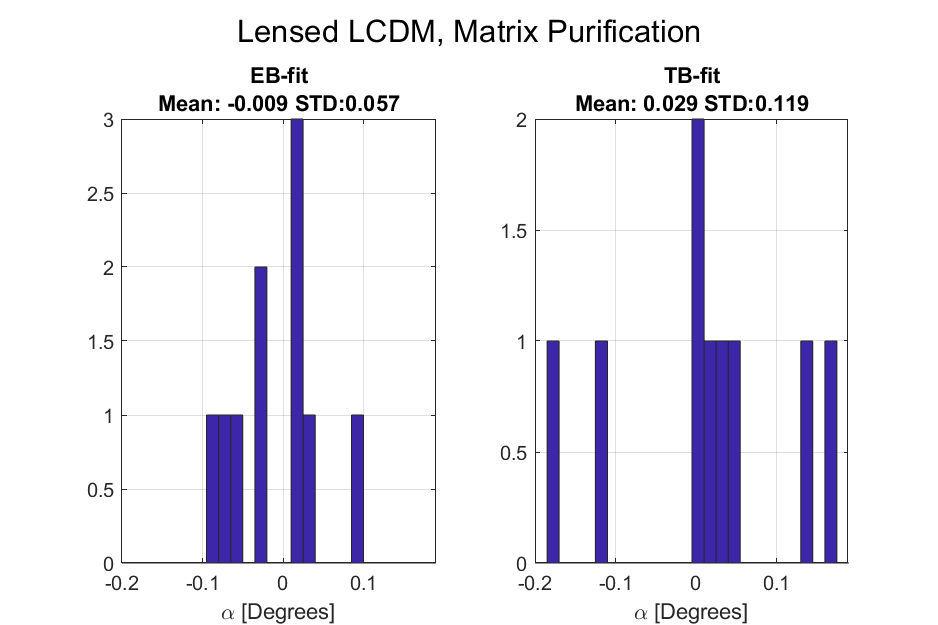 Lensed LCDM, Matrix Purification
EB-fit
Mean: -0.009 STD:0.057
3
2.5
2
1.5
1
0.5
0
-0.2
-0.1
0
0.1
α [Degrees]
TB-fit
Mean: 0.029 STD:0.119
2
1.5
1
0.5
0
-0.2
-0.1
0
0.1
α [Degrees]